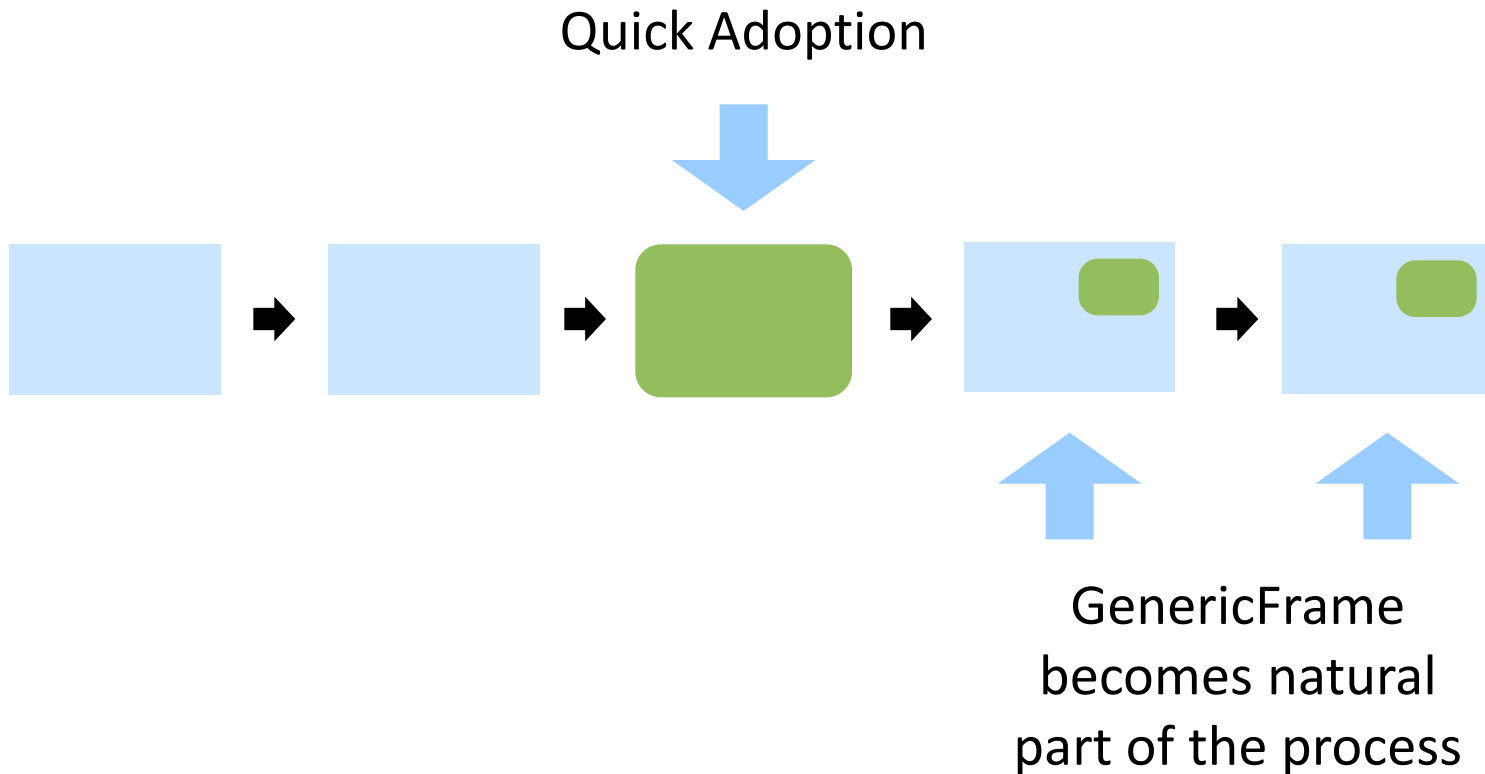 Quick Adoption
GenericFrame
becomes natural
part of the process